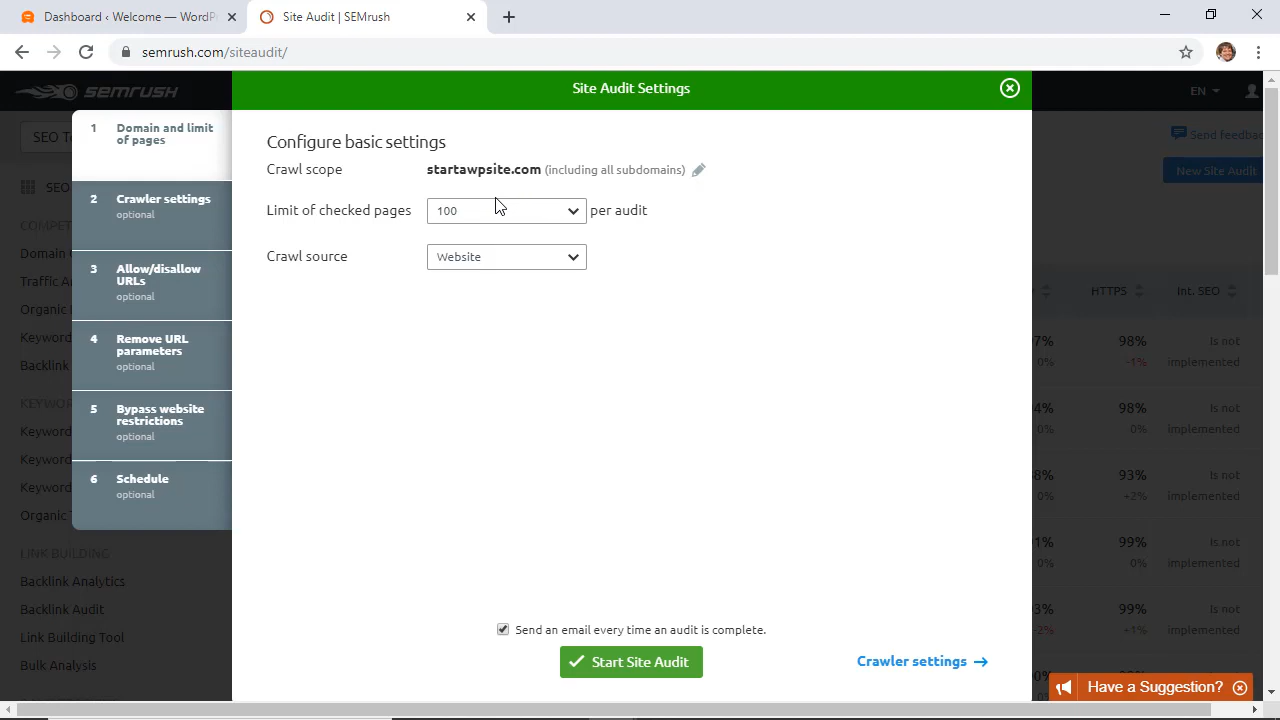 Dashboard ‹ Welcome — WordP
Site Audit | SEMrush
semrush.com/siteaudit/
semrush
EN
Site Audit Settings
SEO To
Send feedbac
New Site Audit
1 Domain and limit
of pages
2 Crawler settings
optional
3 Allow/disallow
URLs
optional
4 Remove URL
parameters
optional
5 Bypass website
restrictions
optional
6 Schedule
optional
Configure basic settings
Crawl scope startawpsite.com (including all subdomains)
Limit of checked pages 100 per audit
Crawl source Website
Send an email every time an audit is complete.
Start Site Audit
Crawler settings →
SEO
COMPET
Domain
Traffic An
Organic
Keyword
Backlink
KEYWOR
Keyword
Keyword
Keyword
Organic T
LINK BUILDING
Backlink Analytics
Backlink Audit
Link Building Tool
Bulk Analysis
HTTPS Int. SEO
7% 98% Is not
0% -1% implemented
4% 98% Is not
0% 0% implemented
8% 93% Is not
0% +2% implemented
1% 99% Is not
0% 0% implemented
3% 99% Is not
-2% +1% implemented
Have a Suggestion?